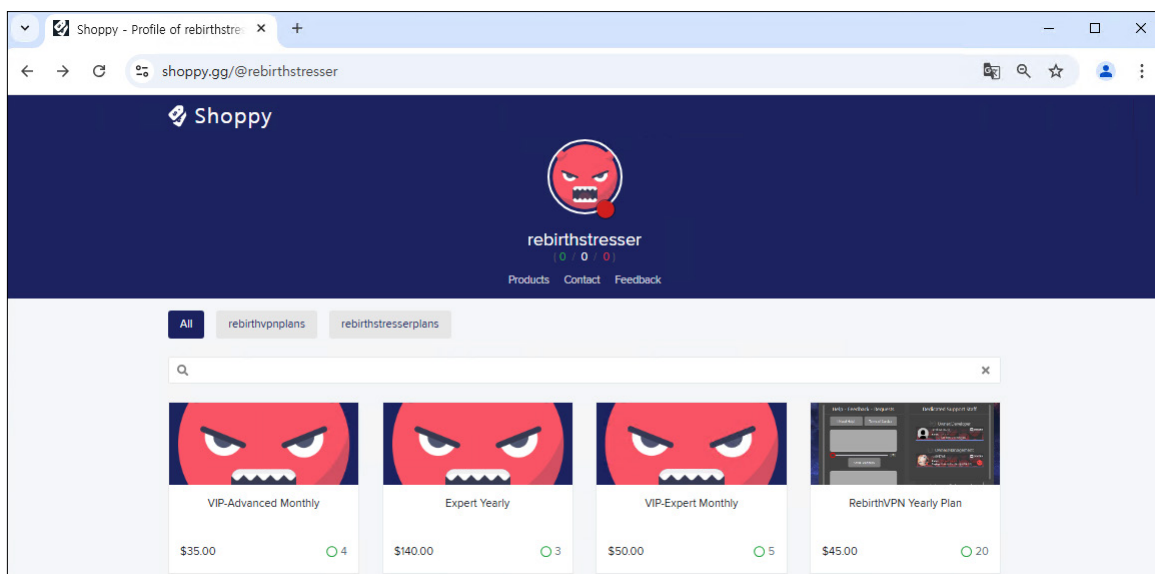 Shoppy - Profile of rebirthstre
shoppy.gg/@rebirthstresser
Shoppy
rebirthstresser
(0 / 0 / 0)
Products Contact Feedback
All rebirthvpnplans rebirthstresserplans
VIP-Advanced Monthly Expert Yearly VIP-Expert Monthly RebirthVPN Yearly Plan
$35.00 4 $140.00 3 $50.00 5 $45.00 20